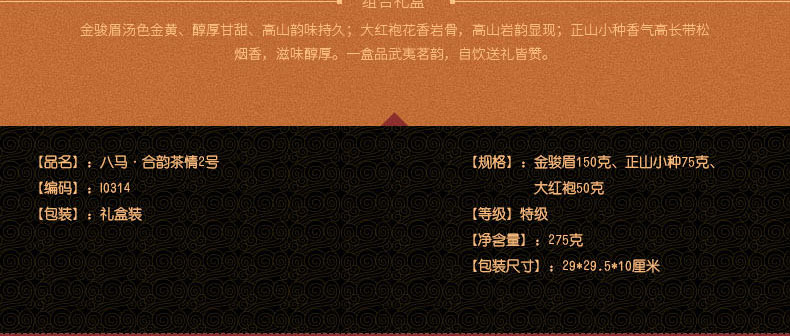 组合礼盒
金骏眉汤色金黄、醇厚甘甜、高山韵味持久；大红袍花香岩骨，高山岩韵显现；正山小种香气高长带松
烟香，滋味醇厚。一盒品武夷茗韵，自饮送礼皆赞。
【品名】：八马·合韵茶情2号
【编码】：I0314
【包装】：礼盒装
【规格】：金骏眉150克、正山小种75克、
大红袍50克
【等级】特级
【净含量】：275克
【包装尺寸】：29*29.5*10厘米